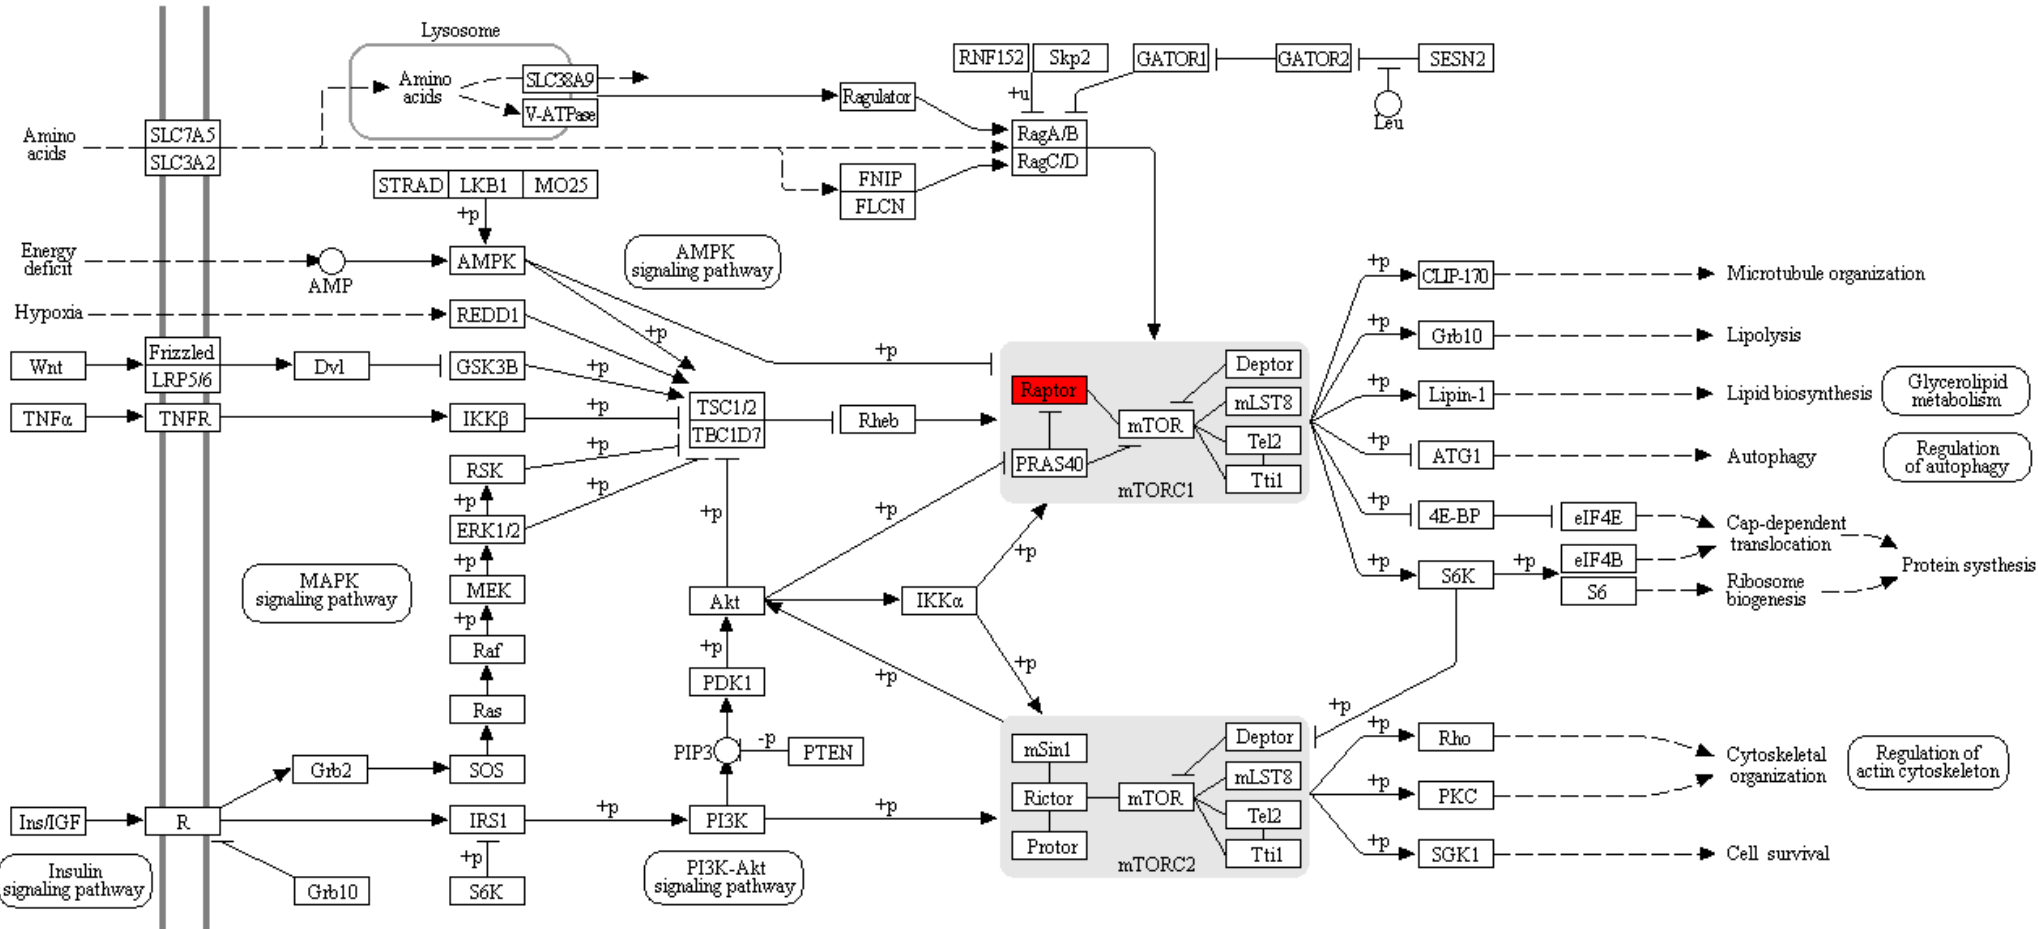 Lysosome
Amino
acids
SLC38A9
V-ATPase
Ragulator
RNF152
Skp2
GATOR1
GATOR2
SESN2
+u
Leu
Amino
acids
SLC7A5
SLC3A2
RagA/B
RagC/D
FNIP
FLCN
STRAD
LKB1
MO25
+p
Energy
deficit
AMP
AMPK
AMPK
signaling pathway
Hypoxia
REDD1
+p
+p
Wnt
Frizzled
LRP5/6
Dvl
GSK3B
+p
TNFα
TNFR
IKKβ
+p
TSC1/2
TBC1D7
Rheb
Raptor
PRAS40
mTOR
Deptor
mLST8
Tel2
Tti1
mTORC1
+p
CLIP-170
Microtubule organization
+p
Grb10
Lipolysis
+p
Lipin-1
Lipid biosynthesis
Glycerolipid
metabolism
+p
ATG1
Autophagy
Regulation
of autophagy
+p
4E-BP
eIF4E
Cap-dependent
translocation
+p
S6K
+p
eIF4B
S6
Ribosome
biogenesis
Protein systhesis
RSK
+p
+p
ERK1/2
+p
+p
MEK
+p
Raf
Ras
SOS
Grb2
MAPK
signaling pathway
+p
Akt
+p
IKKα
+p
+p
+p
+p
PDK1
PIP3
-p
PTEN
Ins/IGF
R
IRS1
+p
PI3K
+p
+p
S6K
Grb10
Insulin
signaling pathway
PI3K-Akt
signaling pathway
mSin1
Rictor
Protor
mTOR
Deptor
mLST8
Tel2
Tti1
mTORC2
+p
+p
Rho
+p
PKC
Cytoskeletal
organization
Regulation of
actin cytoskeleton
+p
SGK1
Cell survival